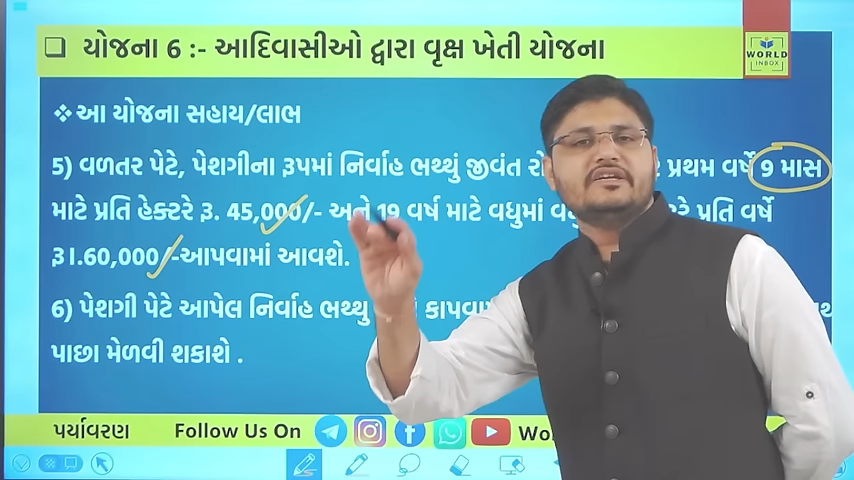 ❑ યોજના 6 :- આદિવાસીઓ દ્વારા વૃક્ષ ખેતી યોજના
WORLD
INBOX
❖આ યોજના સહાય/લાભ
5) વળતર પેટે, પેશગીના રૂપમાં નિર્વાહ ભથ્થું જીવંત પ્રથમ વર્ષે 9 માસ
માટે પ્રતિ હેક્ટરે રૂ. 45,000/- અને 19 વર્ષ માટે વધુમાં પ્રતિ વર્ષે
રૂ।.60,000/-આપવામાં આવશે.
6) પેશગી પેટે આપેલ નિર્વાહ ભથ્થુ
પાછા મેળવી શકાશે .
પર્યાવરણ Follow Us On